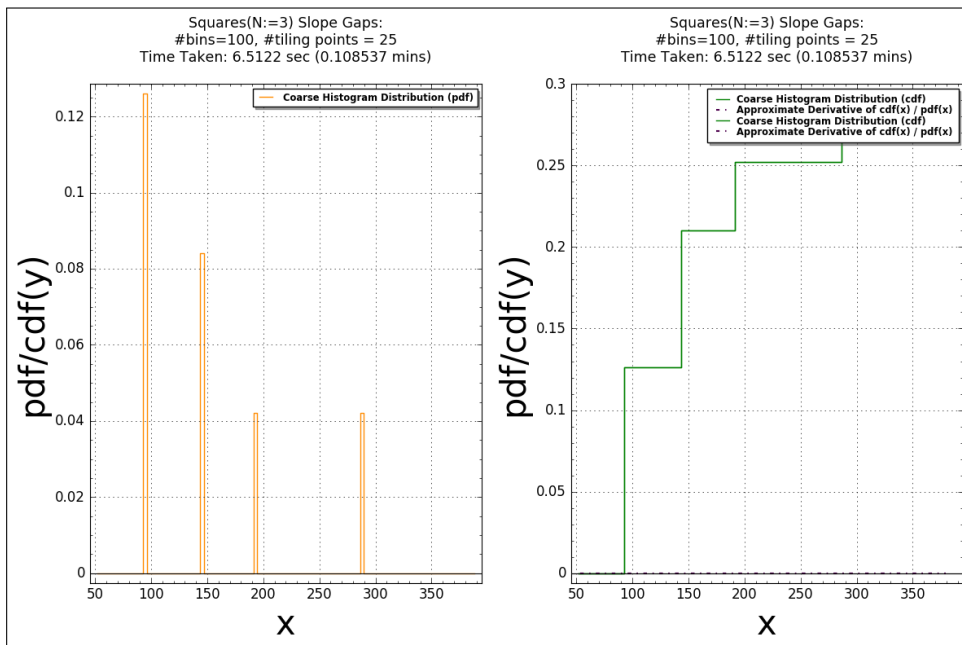 Squares(N:=3) Slope Gaps:
#bins=100, #tiling points = 25
Time Taken: 6.5122 sec (0.108537 mins)
Coarse Histogram Distribution (pdf)
0.12
0.1
0.08
0.06
0.04
0.02
0
pdf/cdf(y)
50 100 150 200 250 300 350
x
Squares(N:=3) Slope Gaps:
#bins=100, #tiling points = 25
Time Taken: 6.5122 sec (0.108537 mins)
Coarse Histogram Distribution (cdf)
Approximate Derivative of cdf(x) / pdf(x)
Coarse Histogram Distribution (cdf)
Approximate Derivative of cdf(x) / pdf(x)
0.3
0.25
0.2
0.15
0.1
0.05
0
pdf/cdf(y)
50 100 150 200 250 300 350
x